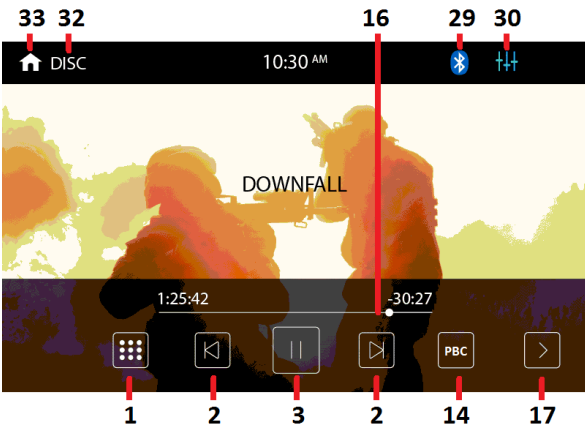 33 32 16 29 30
DISC 10:30 AM
DOWNFALL
1:25:42 -30:27
PBC
1 2 3 2 14 17